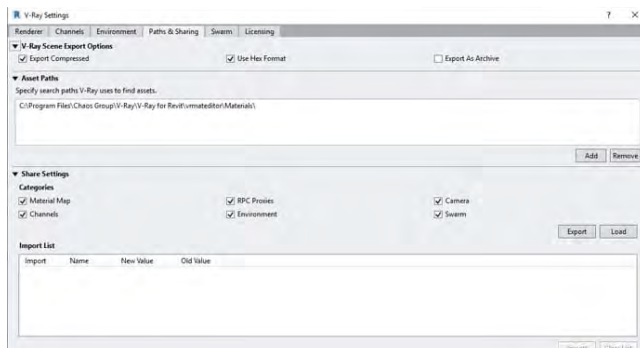 V-Ray Settings ? ×
Renderer Channels Environment Paths & Sharing Swarm Licensing
V-Ray Scene Export Options
Export Compressed Use Hex Format Export As Archive
Asset Paths
Specify search paths V-Ray uses to find assets.
C:\Program Files\Chaos Group\V-Ray\V-Ray for Revit\vrmateditor\Materials\
Add Remove
Share Settings
Categories
Material Map RPC Proxies Camera
Channels Environment Swarm
Export Load
Import List
Import Name New Value Old Value